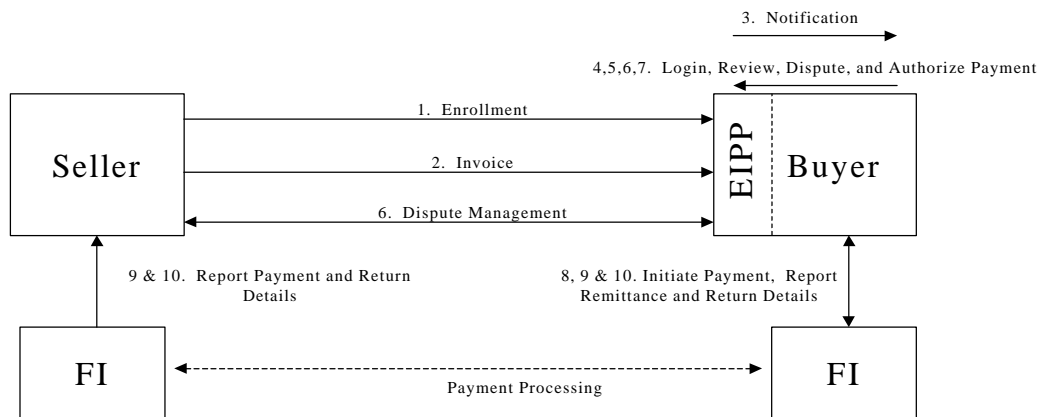 3. Notification
4,5,6,7. Login, Review, Dispute, and Authorize Payment
1. Enrollment
Seller
2. Invoice
EIPP
Buyer
6. Dispute Management
9 & 10. Report Payment and Return
Details
8, 9 & 10. Initiate Payment, Report
Remittance and Return Details
FI
Payment Processing
FI